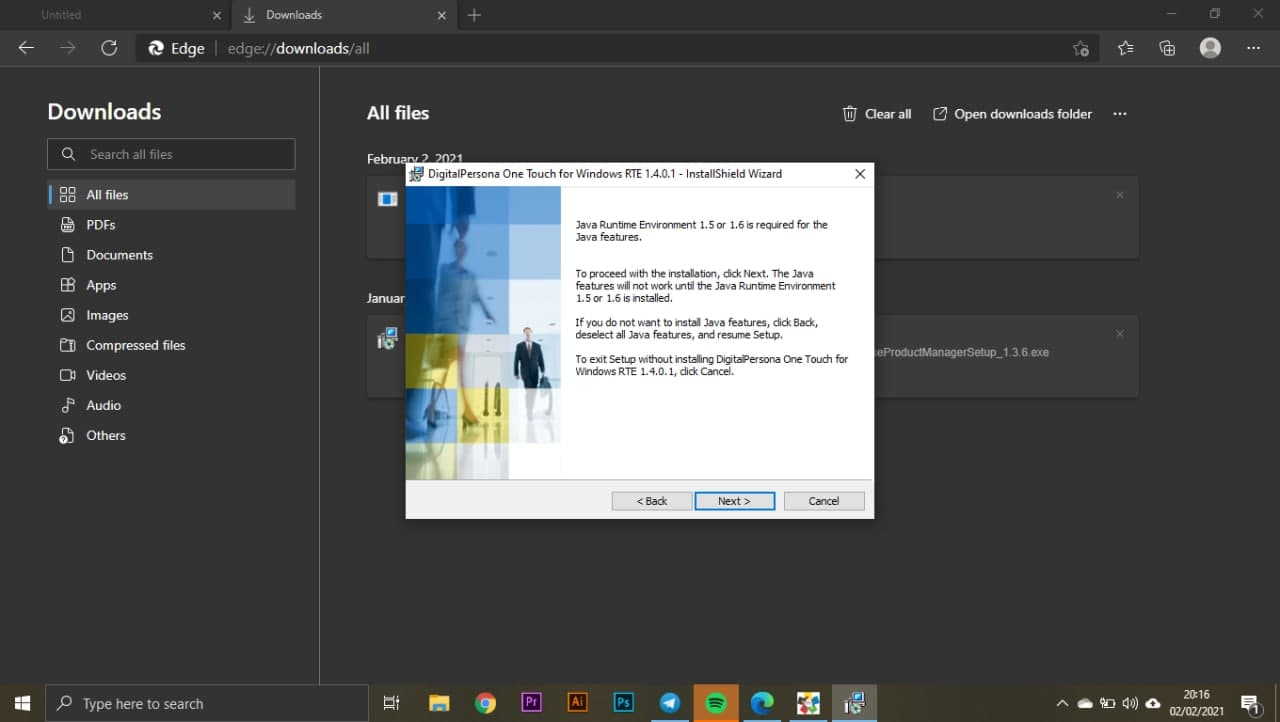 Untitled
Downloads
Edge
edge://downloads/all
Downloads
Search all files
All files
PDFs
Documents
Apps
Images
Compressed files
Videos
Audio
Others
All files
Clear all
Open downloads folder
February 2, 2021
Januar
eProductManagerSetup_1.3.6.exe
DigitalPersona One Touch for Windows RTE 1.4.0.1 - InstallShield Wizard
Java Runtime Environment 1.5 or 1.6 is required for the
Java features.
To proceed with the installation, click Next. The Java
features will not work until the Java Runtime Environment
1.5 or 1.6 is installed.
If you do not want to install Java features, click Back,
deselect all Java features, and resume Setup.
To exit Setup without installing DigitalPersona One Touch for
Windows RTE 1.4.0.1, click Cancel.
< Back
Next >
Cancel
Type here to search
Pr
Ai
Ps
20:16
02/02/2021
1